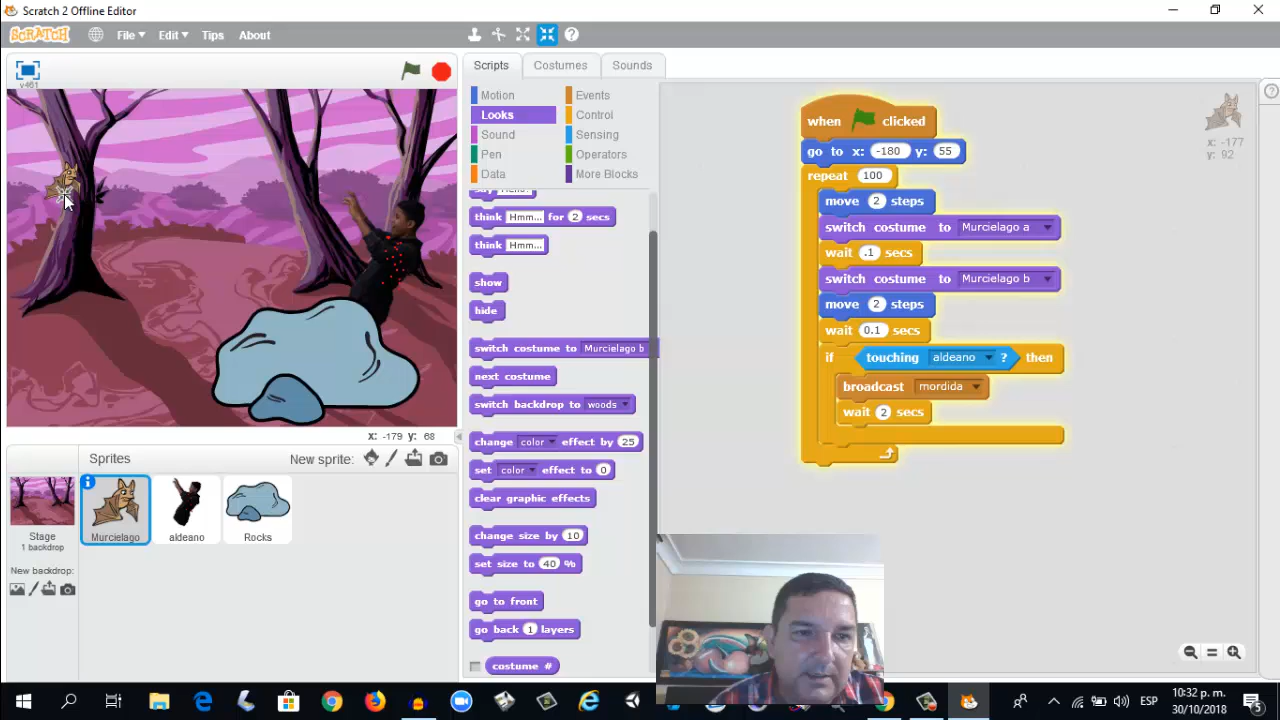 Scratch 2 Offline Editor
SCRATCH File Edit Tips About
v461
Scripts Costumes Sounds
Motion Events
Looks Control
Sound Sensing
Pen Operators
Data More Blocks
think Hmm... for 2 secs
think Hmm...
show
hide
switch costume to Murcielago b
next costume
switch backdrop to woods
change color effect by 25
set color effect to 0
clear graphic effects
change size by 10
set size to 40 %
go to front
go back 1 layers
costume #
when clicked
go to x: -180 y: 55
repeat 100
move 2 steps
switch costume to Murcielago a
wait .1 secs
switch costume to Murcielago b
move 2 steps
wait 0.1 secs
if touching aldeano ? then
broadcast mordida
wait 2 secs
x: -177
y: 92
x: -179 y: 68
Sprites New sprite:
Stage
1 backdrop
New backdrop:
Murcielago
aldeano
Rocks
ESP
10:32 p. m.
30/10/2018
5